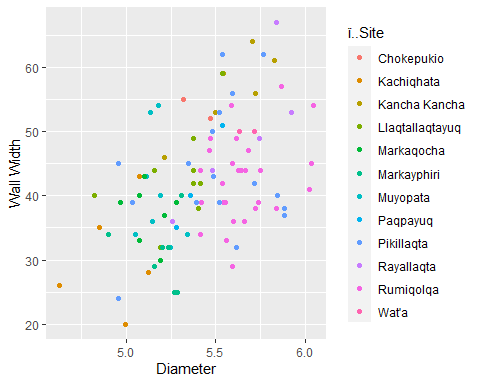 ï..Site
Chokepukio
Kachiqhata
Kancha Kancha
Llaqtallaqtayuq
Markaqocha
Markayphiri
Muyopata
Paqpayuq
Pikillaqta
Rayallaqta
Rumiqolqa
Wat'a
Wall Width
60
50
40
30
20
5.0 5.5 6.0
Diameter